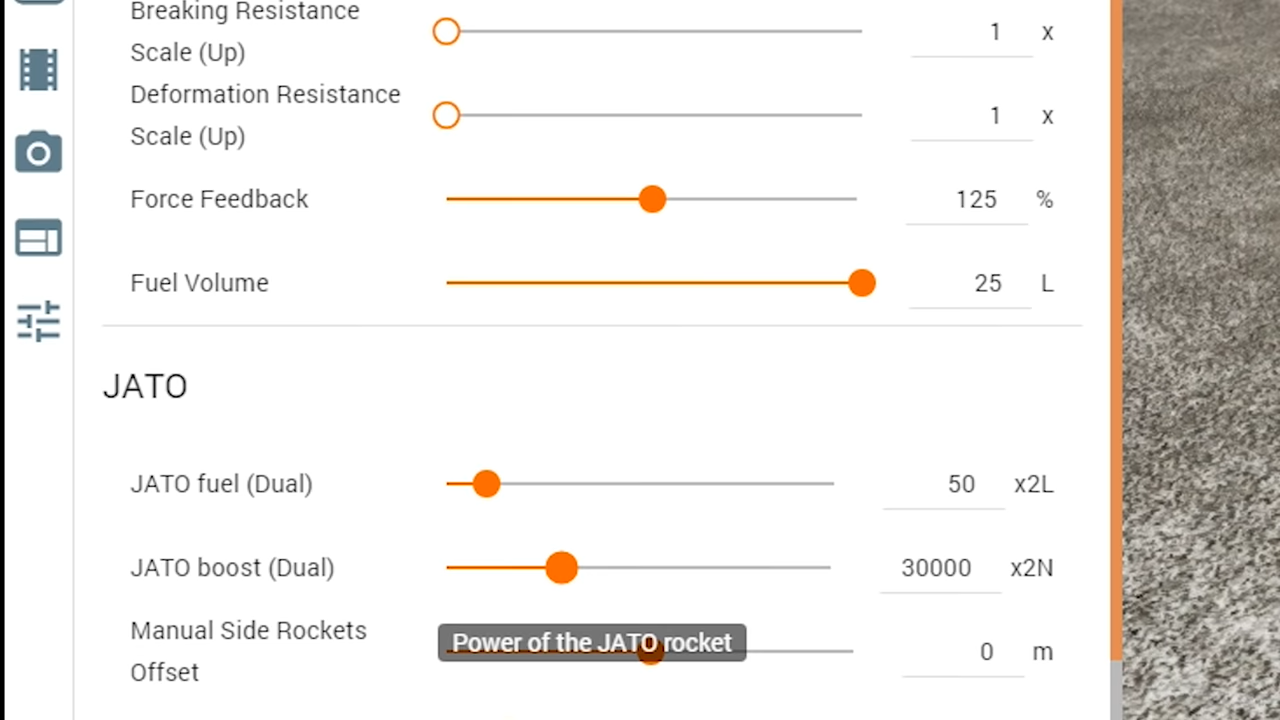 Breaking Resistance
Scale (Up)
1 x
Deformation Resistance
Scale (Up)
1 x
Force Feedback
125 %
Fuel Volume
25 L
JATO
JATO fuel (Dual)
50 x2L
JATO boost (Dual)
30000 x2N
Manual Side Rockets
Offset
Power of the JATO rocket
0 m